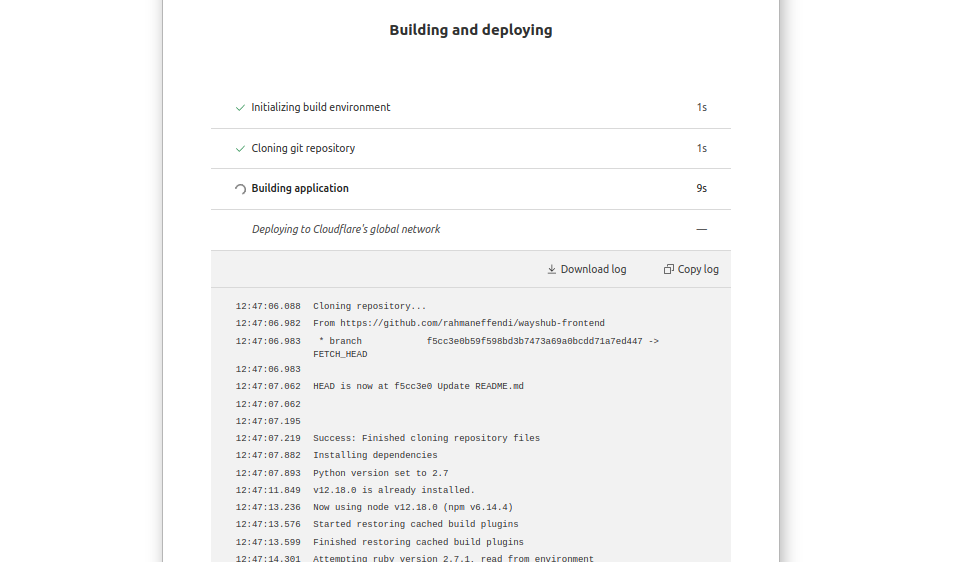 Building and deploying
Initializing build environment 1s
Cloning git repository 1s
Building application 9s
Deploying to Cloudflare's global network —
Download log Copy log
12:47:06.088 Cloning repository...
12:47:06.982 From https://github.com/rahmaneffendi/wayshub-frontend
12:47:06.983 * branch f5cc3e0b59f598bd3b7473a69a0bcdd71a7ed447 ->
FETCH_HEAD
12:47:06.983
12:47:07.062 HEAD is now at f5cc3e0 Update README.md
12:47:07.062
12:47:07.195
12:47:07.219 Success: Finished cloning repository files
12:47:07.882 Installing dependencies
12:47:07.893 Python version set to 2.7
12:47:11.849 v12.18.0 is already installed.
12:47:13.236 Now using node v12.18.0 (npm v6.14.4)
12:47:13.576 Started restoring cached build plugins
12:47:13.599 Finished restoring cached build plugins
12:47:14.301 Attempting ruby version 2.7.1, read from environment